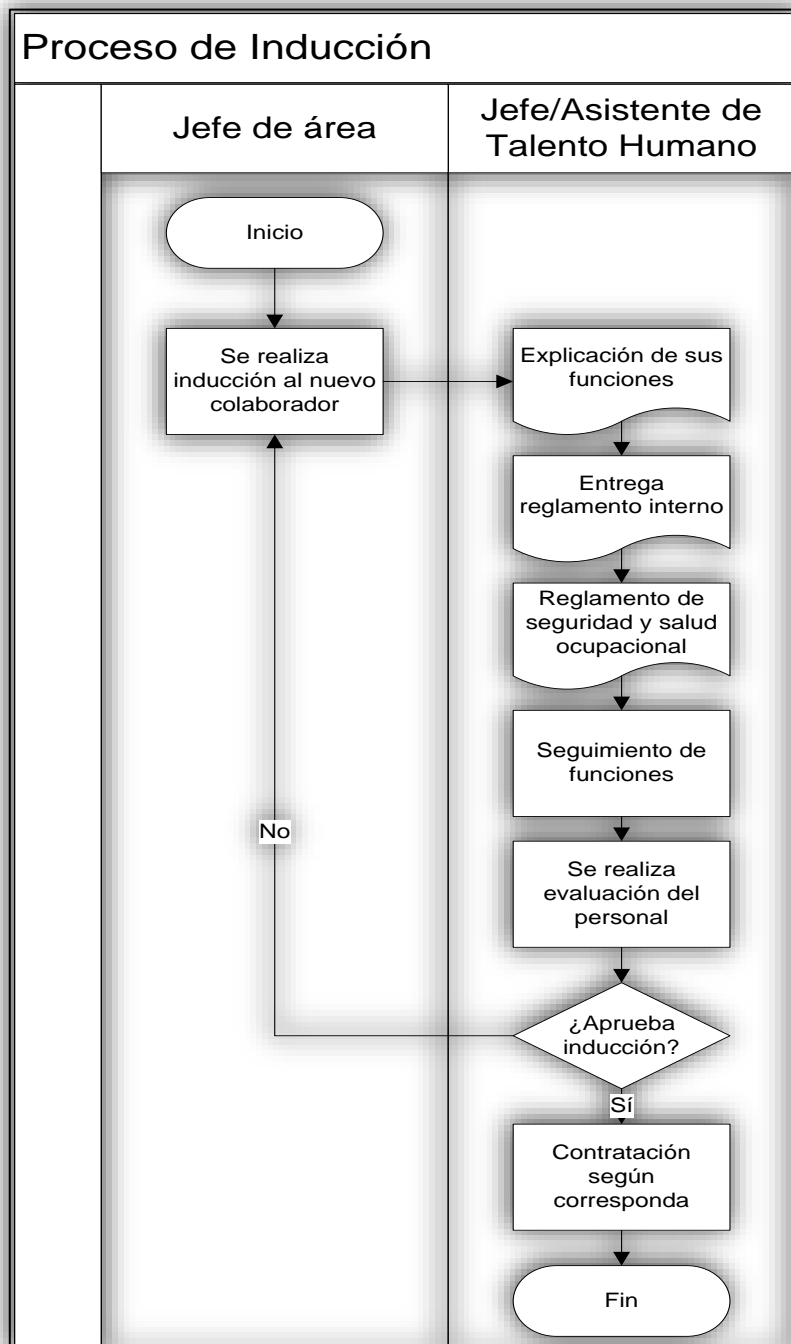 Proceso de Inducción
Jefe de área
Jefe/Asistente de
Talento Humano
Inicio
Se realiza
inducción al nuevo
colaborador
Explicación de sus
funciones
Entrega
reglamento interno
Reglamento de
seguridad y salud
ocupacional
Seguimiento de
funciones
No
Se realiza
evaluación del
personal
¿Aprueba
inducción?
Sí
Contratación
según
corresponda
Fin